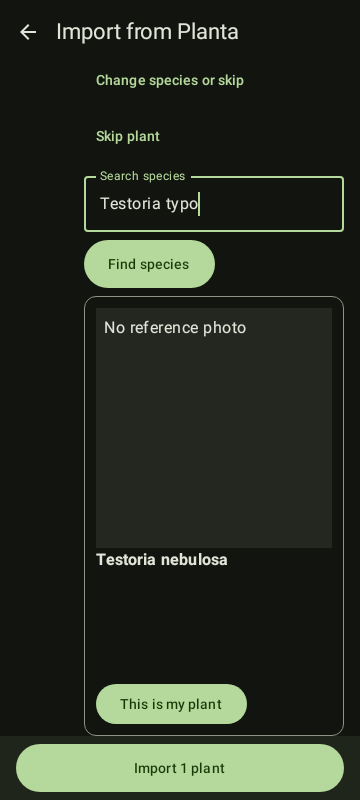 Import from Planta
Change species or skip
Skip plant
Search species
Testoria typo
Find species
No reference photo
Testoria nebulosa
This is my plant
Import 1 plant